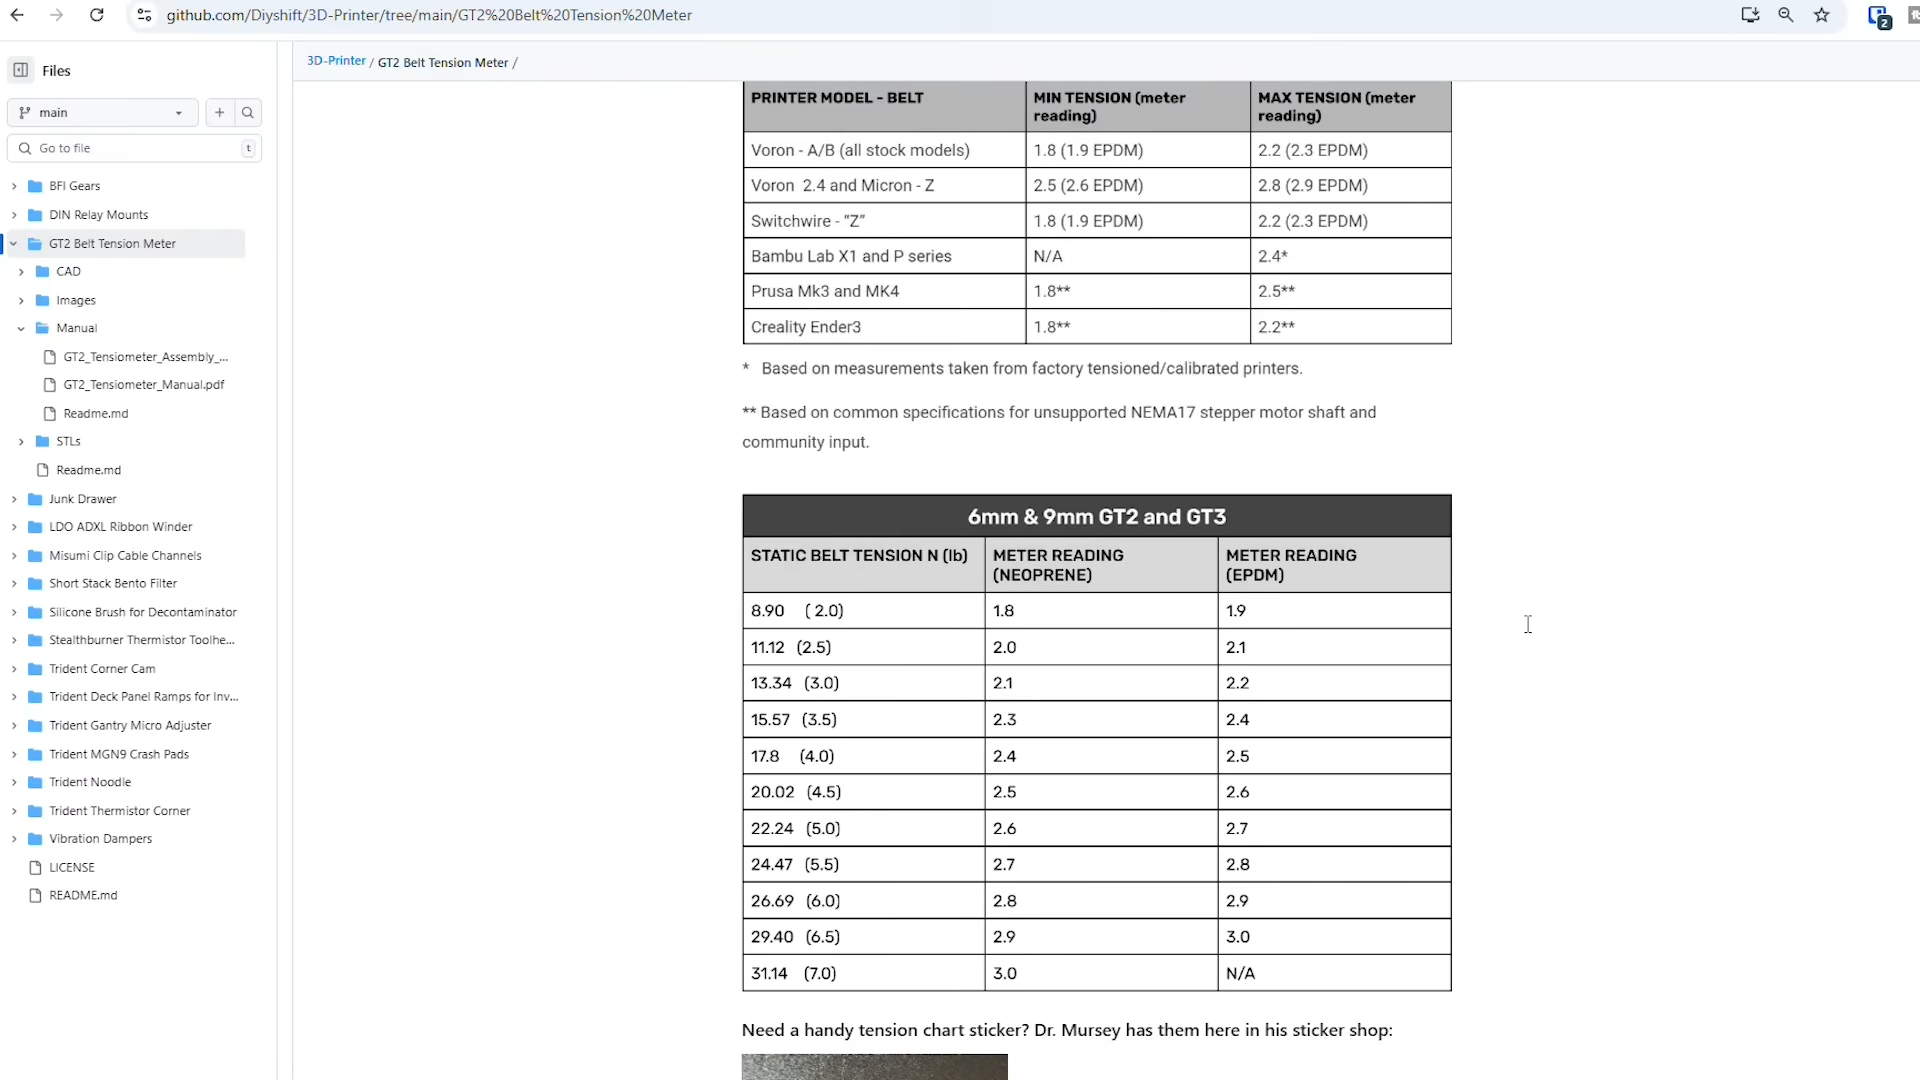 github.com/Diyshift/3D-Printer/tree/main/GT2%20Belt%20Tension%20Meter
2
Files
3D-Printer / GT2 Belt Tension Meter /
main
Go to file
t
BFI Gears
DIN Relay Mounts
GT2 Belt Tension Meter
CAD
Images
Manual
GT2_Tensiometer_Assembly_...
GT2_Tensiometer_Manual.pdf
Readme.md
STLs
Readme.md
Junk Drawer
LDO ADXL Ribbon Winder
Misumi Clip Cable Channels
Short Stack Bento Filter
Silicone Brush for Decontaminator
Stealthburner Thermistor Toolhe...
Trident Corner Cam
Trident Deck Panel Ramps for Inv...
Trident Gantry Micro Adjuster
Trident MGN9 Crash Pads
Trident Noodle
Trident Thermistor Corner
Vibration Dampers
LICENSE
README.md
PRINTER MODEL - BELT MIN TENSION (meter reading) MAX TENSION (meter reading)
Voron - A/B (all stock models) 1.8 (1.9 EPDM) 2.2 (2.3 EPDM)
Voron 2.4 and Micron - Z 2.5 (2.6 EPDM) 2.8 (2.9 EPDM)
Switchwire - “Z” 1.8 (1.9 EPDM) 2.2 (2.3 EPDM)
Bambu Lab X1 and P series N/A 2.4*
Prusa Mk3 and MK4 1.8** 2.5**
Creality Ender3 1.8** 2.2**
* Based on measurements taken from factory tensioned/calibrated printers.
** Based on common specifications for unsupported NEMA17 stepper motor shaft and
community input.
6mm & 9mm GT2 and GT3
STATIC BELT TENSION N (lb) METER READING (NEOPRENE) METER READING (EPDM)
8.90 ( 2.0) 1.8 1.9
11.12 (2.5) 2.0 2.1
13.34 (3.0) 2.1 2.2
15.57 (3.5) 2.3 2.4
17.8 (4.0) 2.4 2.5
20.02 (4.5) 2.5 2.6
22.24 (5.0) 2.6 2.7
24.47 (5.5) 2.7 2.8
26.69 (6.0) 2.8 2.9
29.40 (6.5) 2.9 3.0
31.14 (7.0) 3.0 N/A
Need a handy tension chart sticker? Dr. Mursey has them here in his sticker shop: